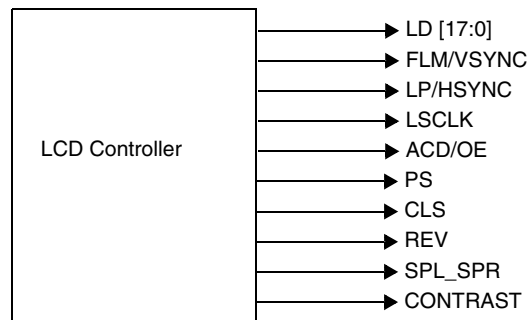 LD [17:0]
FLM/VSYNC
LP/HSYNC
LSCLK
LCD Controller
ACD/OE
PS
CLS
REV
SPL_SPR
CONTRAST